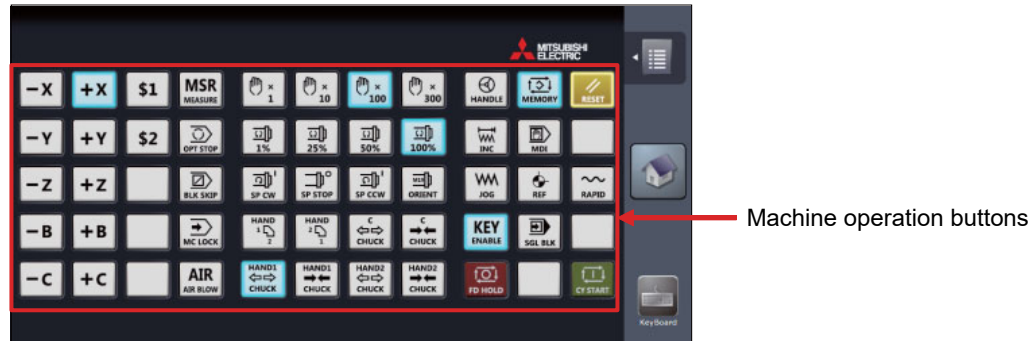 MITSUBISHI
ELECTRIC
−X +X $1 MSR MEASURE × 1 × 10 × 100 × 300 HANDLE MEMORY RESET
−Y +Y $2 OPT STOP 1% 25% 50% 100% INC MDI
−Z +Z BLK SKIP SP CW SP STOP SP CCW ORIENT JOG REF RAPID
−B +B MC LOCK HAND 1 2 HAND 2 1 C CHUCK C CHUCK KEY ENABLE SGL BLK
−C +C AIR AIR BLOW HAND1 CHUCK HAND1 CHUCK HAND2 CHUCK HAND2 CHUCK FD HOLD CY START
Machine operation buttons
KeyBoard